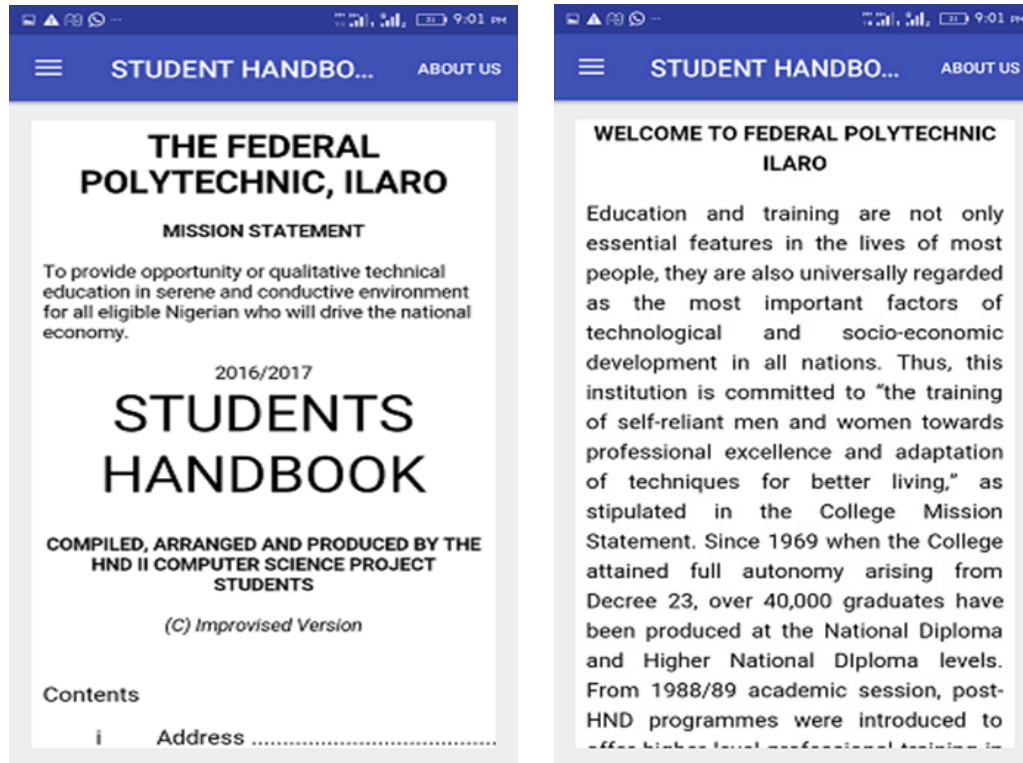 9:01 PM
STUDENT HANDBO... ABOUT US
THE FEDERAL
POLYTECHNIC, ILARO
MISSION STATEMENT
To provide opportunity or qualitative technical
education in serene and conductive environment
for all eligible Nigerian who will drive the national
economy.
2016/2017
STUDENTS
HANDBOOK
COMPILED, ARRANGED AND PRODUCED BY THE
HND II COMPUTER SCIENCE PROJECT
STUDENTS
(C) Improvised Version
Contents
i Address ..............................
9:01 PM
STUDENT HANDBO... ABOUT US
WELCOME TO FEDERAL POLYTECHNIC
ILARO
Education and training are not only
essential features in the lives of most
people, they are also universally regarded
as the most important factors of
technological and socio-economic
development in all nations. Thus, this
institution is committed to “the training
of self-reliant men and women towards
professional excellence and adaptation
of techniques for better living,” as
stipulated in the College Mission
Statement. Since 1969 when the College
attained full autonomy arising from
Decree 23, over 40,000 graduates have
been produced at the National Diploma
and Higher National DIploma levels.
From 1988/89 academic session, post-
HND programmes were introduced to
offer higher level professional training in